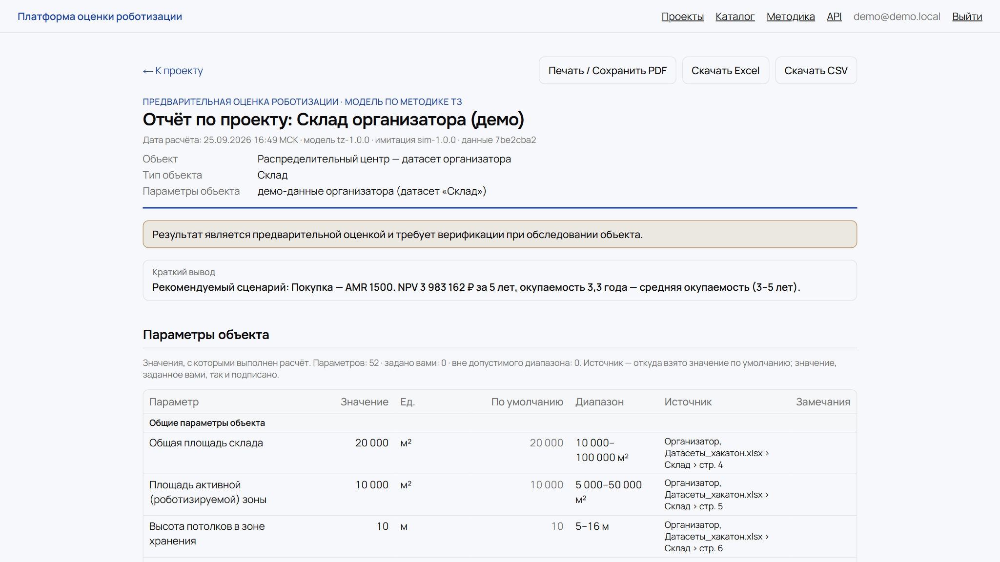 Платформа оценки роботизации
Проекты Каталог Методика API demo@demo.local Выйти
← К проекту
Печать / Сохранить PDF Скачать Excel Скачать CSV
ПРЕДВАРИТЕЛЬНАЯ ОЦЕНКА РОБОТИЗАЦИИ · МОДЕЛЬ ПО МЕТОДИКЕ ТЗ
Отчёт по проекту: Склад организатора (демо)
Дата расчёта: 25.09.2026 16:49 МСК · модель tz-1.0.0 · имитация sim-1.0.0 · данные 7be2cba2
Объект Распределительный центр — датасет организатора
Тип объекта Склад
Параметры объекта демо-данные организатора (датасет «Склад»)
Результат является предварительной оценкой и требует верификации при обследовании объекта.
Краткий вывод
Рекомендуемый сценарий: Покупка — AMR 1500. NPV 3 983 162 ₽ за 5 лет, окупаемость 3,3 года — средняя окупаемость (3–5 лет).
Параметры объекта
Значения, с которыми выполнен расчёт. Параметров: 52 · задано вами: 0 · вне допустимого диапазона: 0. Источник — откуда взято значение по умолчанию; значение,
заданное вами, так и подписано.
Параметр Значение Ед. По умолчанию Диапазон Источник Замечания
Общие параметры объекта
Общая площадь склада 20 000 м² 20 000 10 000–
100 000 м²
Организатор,
Датасеты_хакатон.xlsx ›
Склад › стр. 4
Площадь активной
(роботизируемой) зоны
10 000 м² 10 000 5 000–50 000
м²
Организатор,
Датасеты_хакатон.xlsx ›
Склад › стр. 5
Высота потолков в зоне
хранения
10 м 10 5–16 м
Организатор,
Датасеты_хакатон.xlsx ›
Склад › стр. 6